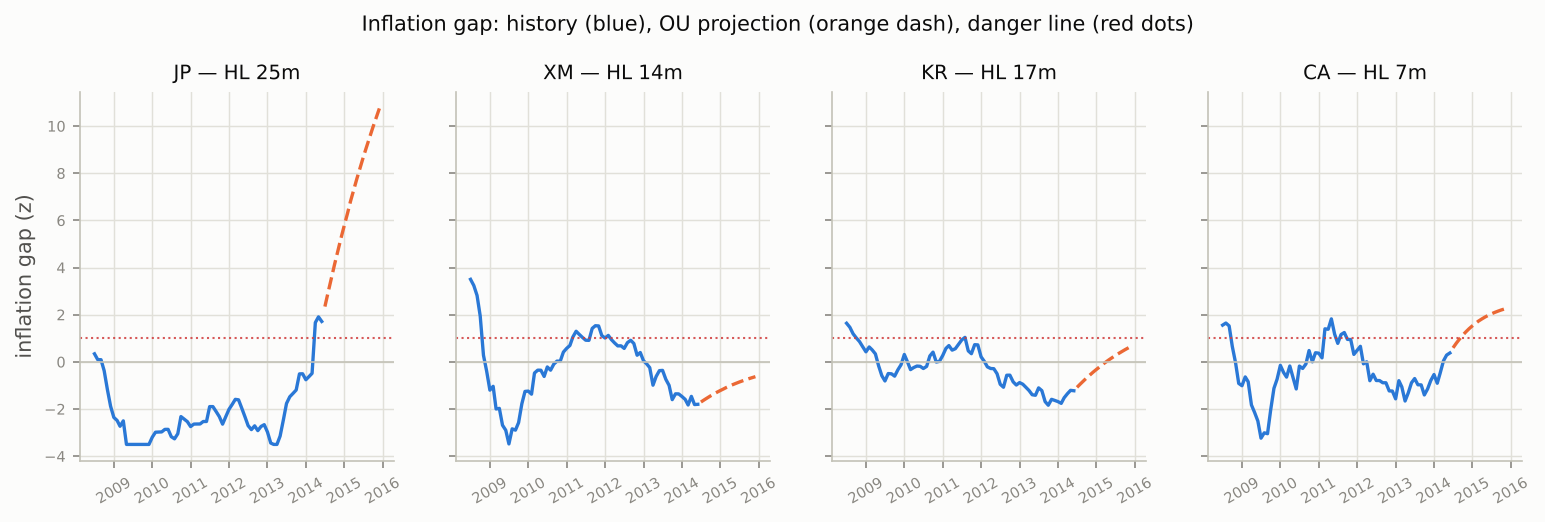 Inflation gap: history (blue), OU projection (orange dash), danger line (red dots)
JP — HL 25m
XM — HL 14m
KR — HL 17m
CA — HL 7m
inflation gap (z)
10
8
6
4
2
0
−2
−4
2009 2010 2011 2012 2013 2014 2015 2016
2009 2010 2011 2012 2013 2014 2015 2016
2009 2010 2011 2012 2013 2014 2015 2016
2009 2010 2011 2012 2013 2014 2015 2016